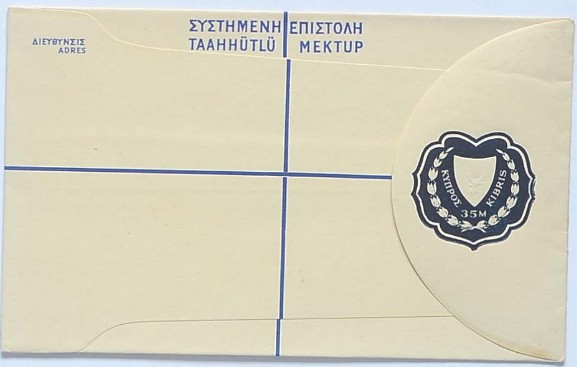 ΣΥΣΤΗΜΕΝΗ ΕΠΙΣΤΟΛΗ
TAAHHÜTLÜ MEKTUP
ΔΙΕΥΘΥΝΣΙΣ
ADRES
ΚΥΠΡΟΣ
KIBRIS
35M